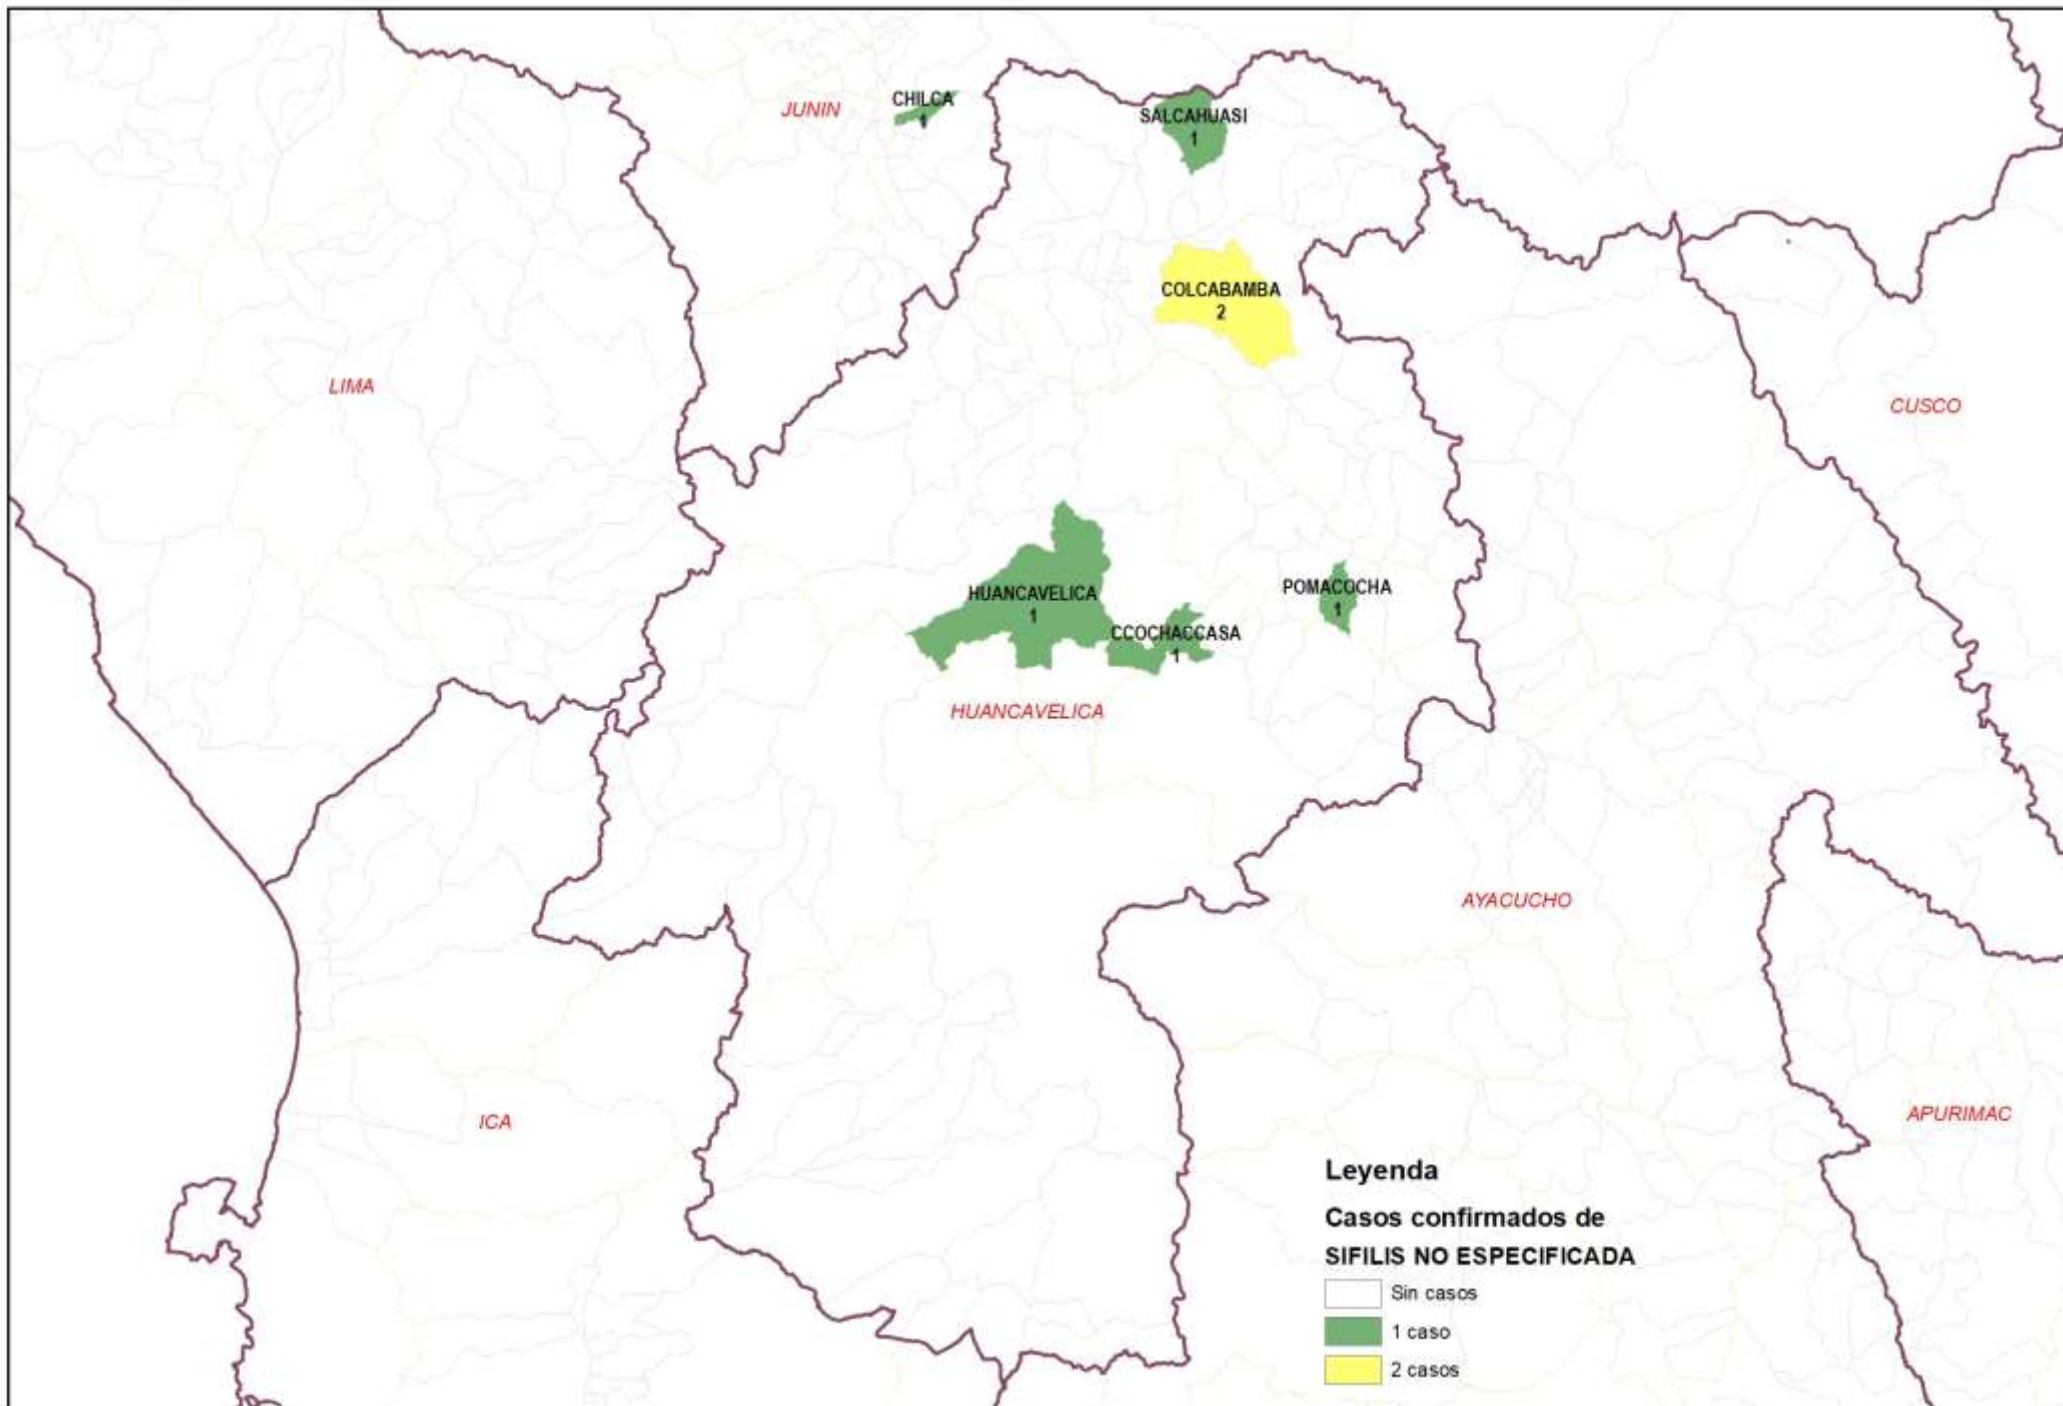 CHILCA
1
JUNIN
SALCAHUASI
1
COLCABAMBA
2
LIMA
CUSCO
HUANCAVELICA
1
POMACOCHA
1
CCOCHACCASA
1
HUANCAVELICA
AYACUCHO
ICA
APURIMAC
Leyenda
Casos confirmados de
SIFILIS NO ESPECIFICADA
Sin casos
1 caso
2 casos